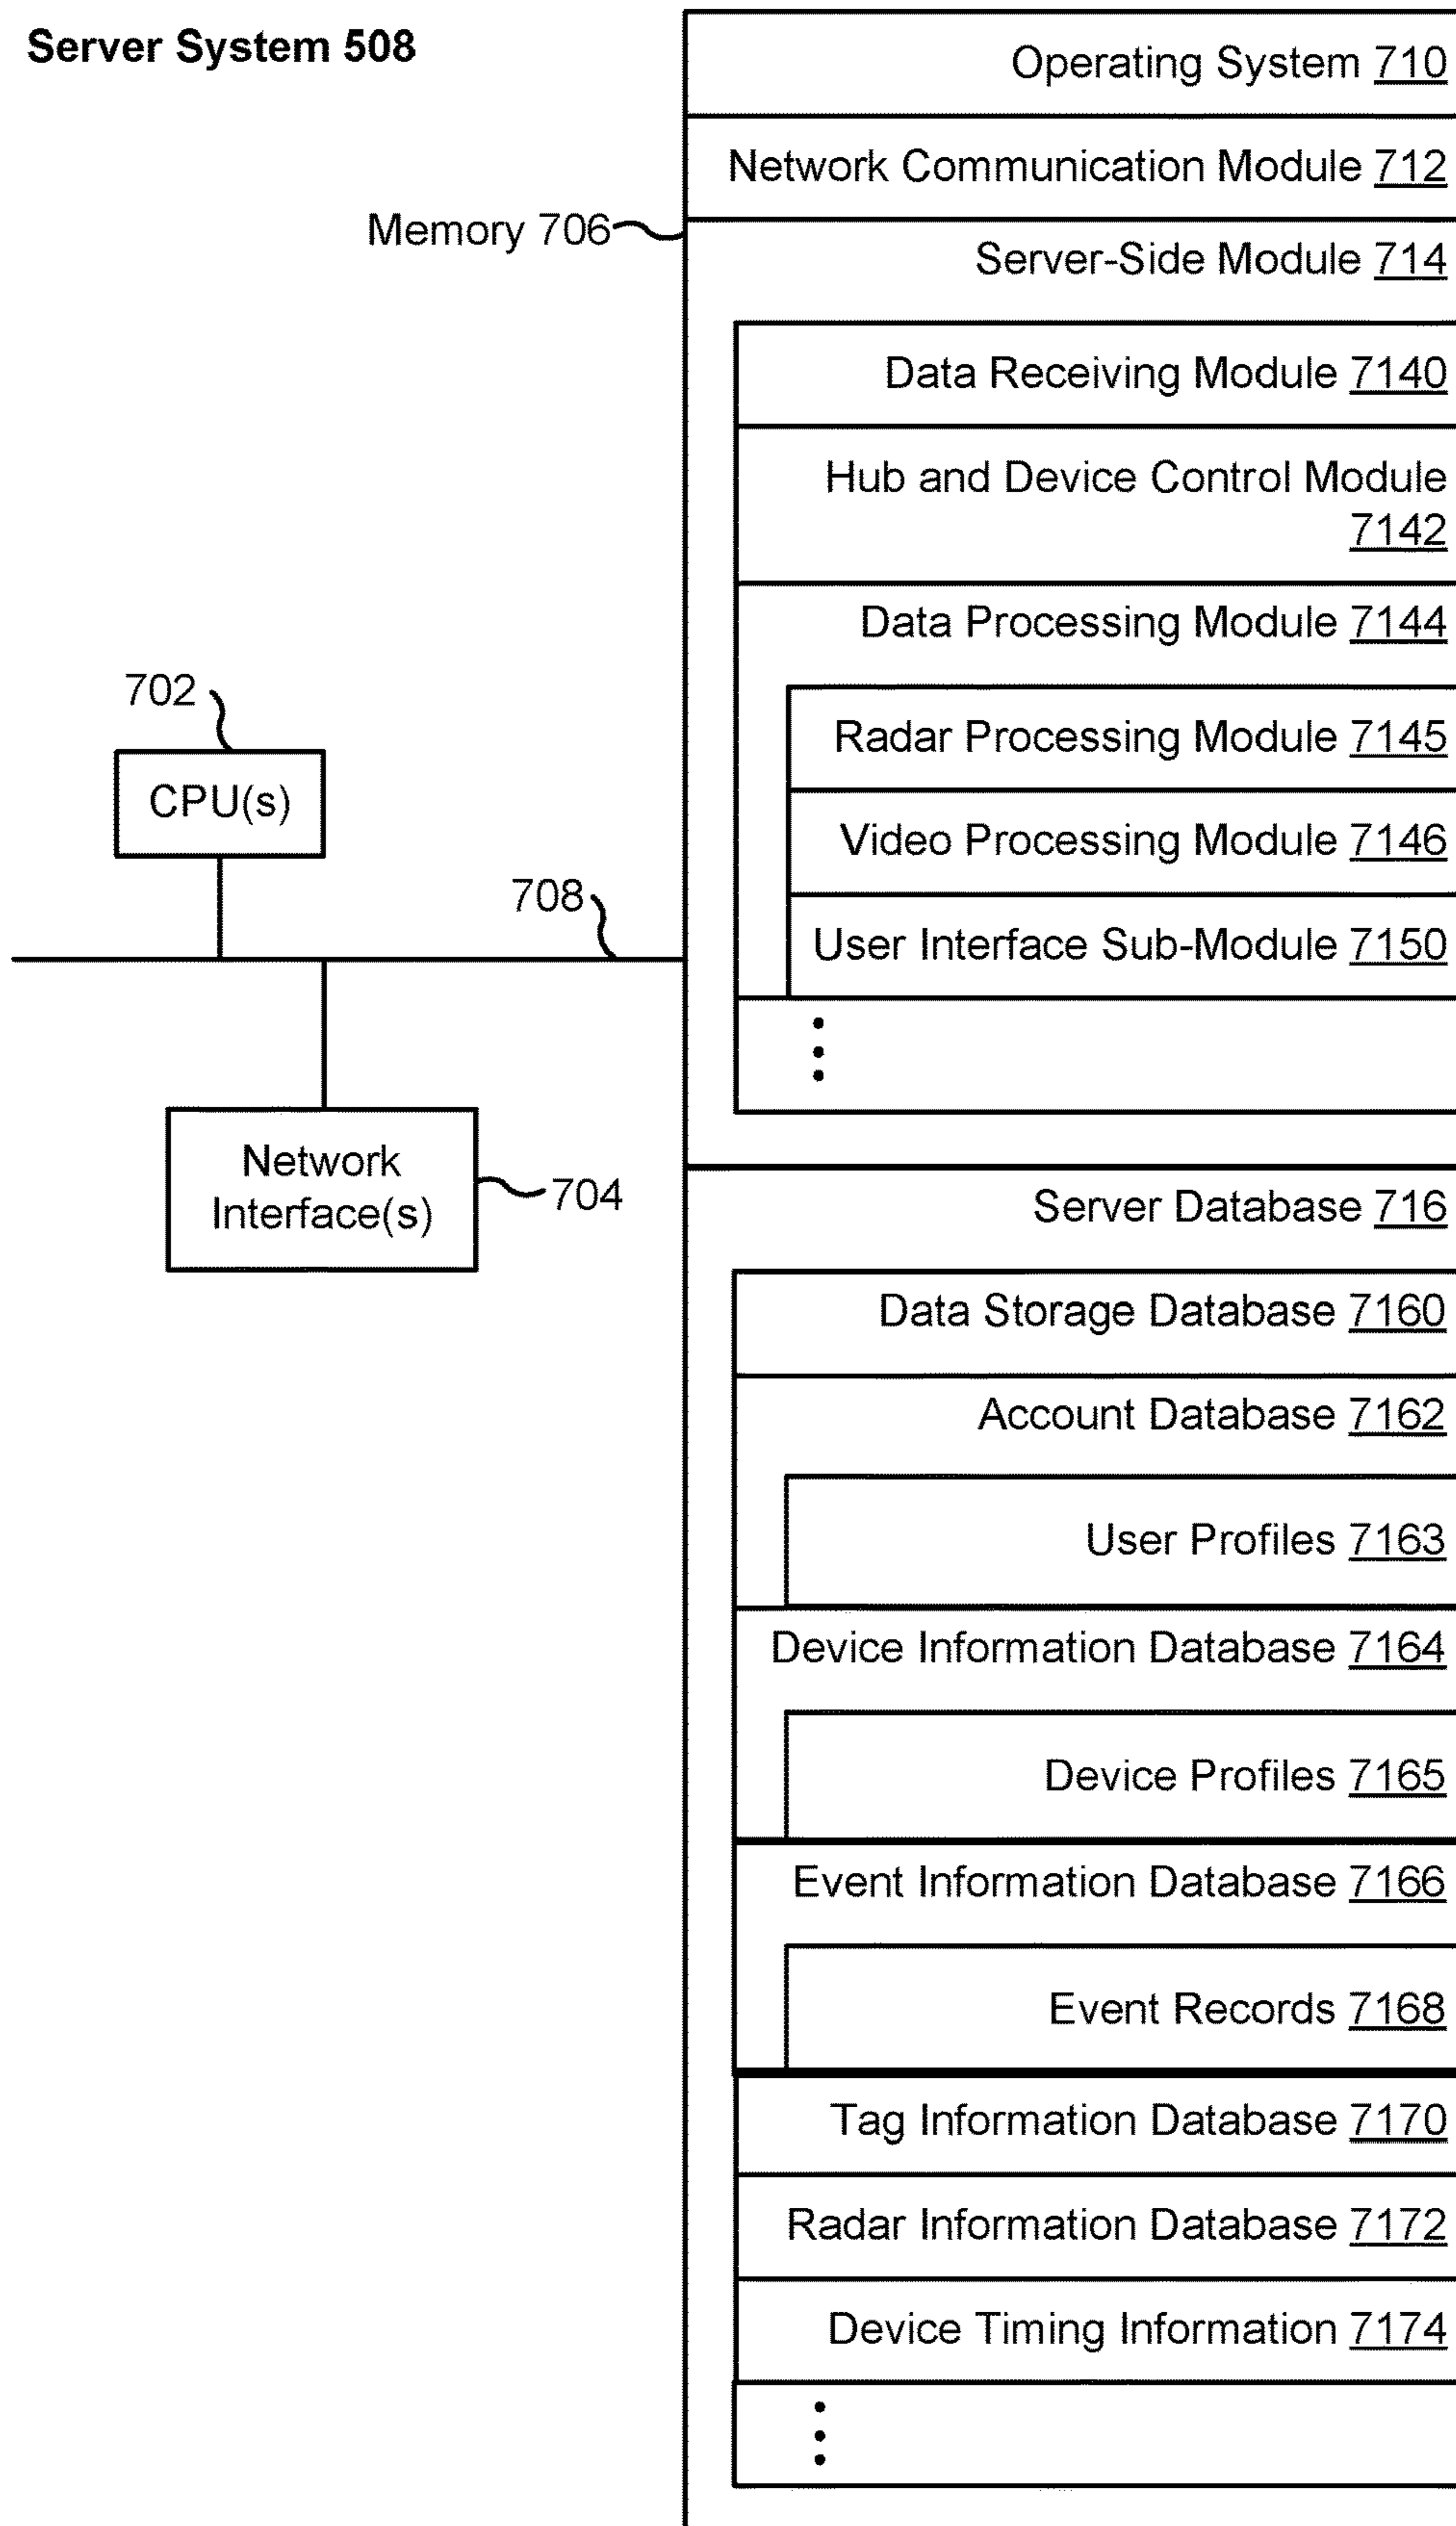 Server System 508
Operating System 710
Network Communication Module 712
Memory 706
Server-Side Module 714
Data Receiving Module 7140
Hub and Device Control Module
7142
Data Processing Module 7144
702
Radar Processing Module 7145
CPU(s)
Video Processing Module 7146
708
User Interface Sub-Module 7150
Network
Interface(s)
704
Server Database 716
Data Storage Database 7160
Account Database 7162
User Profiles 7163
Device Information Database 7164
Device Profiles 7165
Event Information Database 7166
Event Records 7168
Tag Information Database 7170
Radar Information Database 7172
Device Timing Information 7174